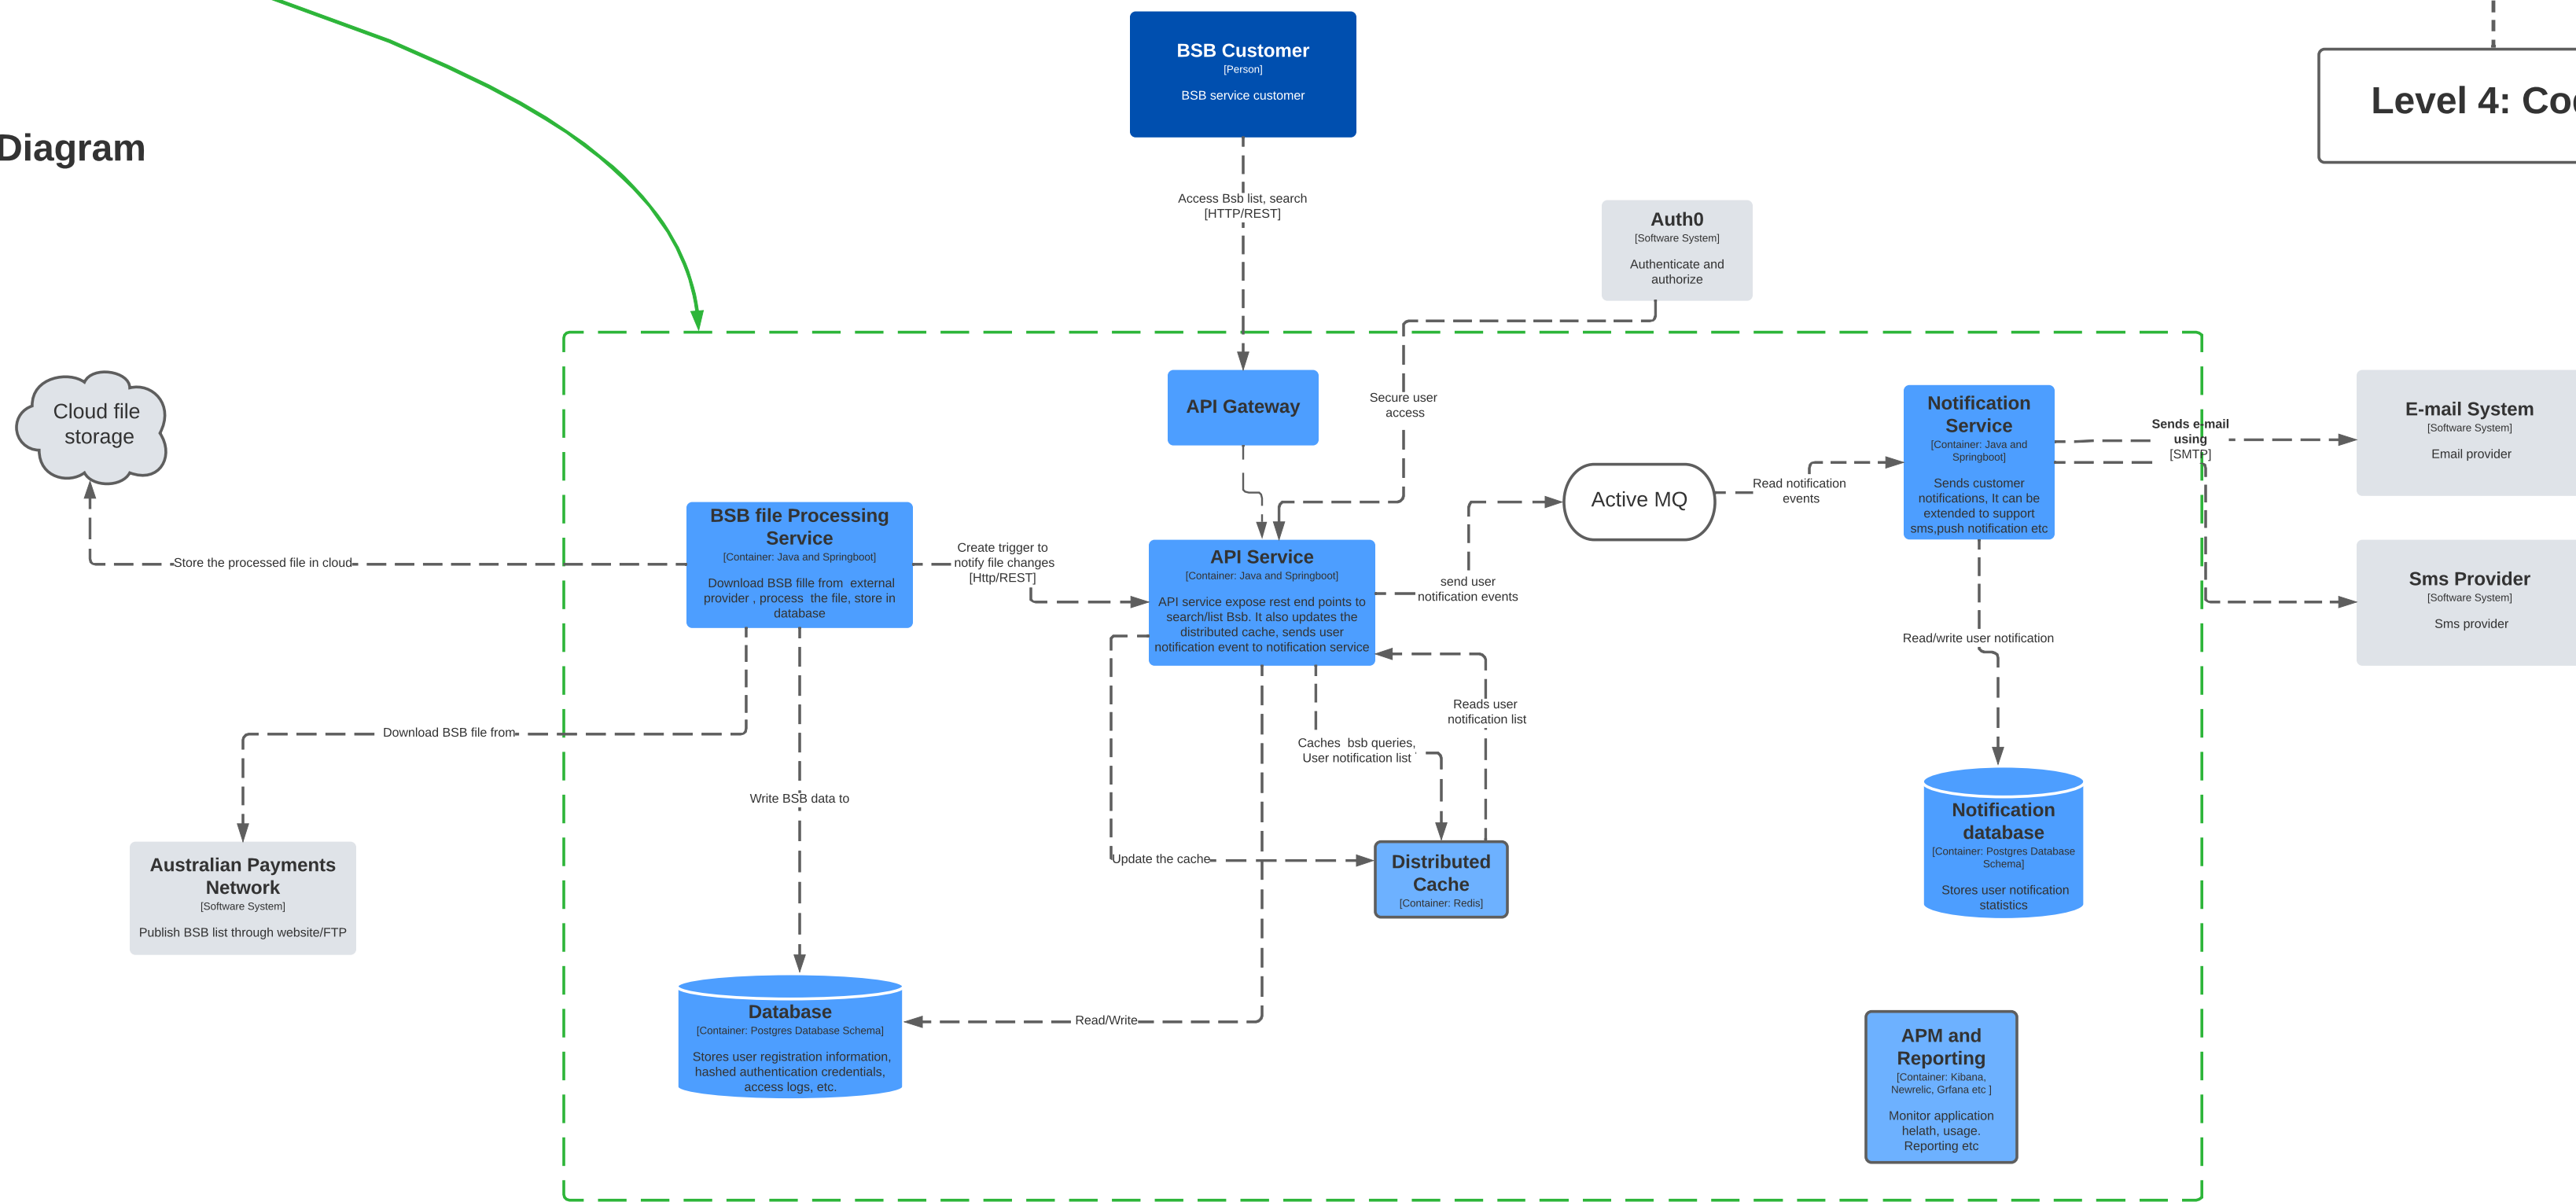 BSB Customer
[Person]
BSB service customer
Level 4: Co
Diagram
Access Bsb list, search
[HTTP/REST]
Auth0
[Software System]
Authenticate and
authorize
Cloud file
storage
API Gateway
Secure user
access
Notification
Service
[Container: Java and
Springboot]
Sends customer
notifications, It can be
extended to support
sms,push notification etc
Sends e-mail
using
[SMTP]
E-mail System
[Software System]
Email provider
Active MQ
Read notification
events
BSB file Processing
Service
[Container: Java and Springboot]
Download BSB fille from external
provider , process the file, store in
database
Store the processed file in cloud
Create trigger to
notify file changes
[Http/REST]
API Service
[Container: Java and Springboot]
API service expose rest end points to
search/list Bsb. It also updates the
distributed cache, sends user
notification event to notification service
send user
notification events
Sms Provider
[Software System]
Sms provider
Read/write user notification
Reads user
notification list
Download BSB file from
Caches bsb queries,
User notification list
Write BSB data to
Update the cache
Distributed
Cache
[Container: Redis]
Notification
database
[Container: Postgres Database
Schema]
Stores user notification
statistics
Australian Payments
Network
[Software System]
Publish BSB list through website/FTP
Database
[Container: Postgres Database Schema]
Stores user registration information,
hashed authentication credentials,
access logs, etc.
Read/Write
APM and
Reporting
[Container: Kibana,
Newrelic, Grfana etc ]
Monitor application
helath, usage.
Reporting etc